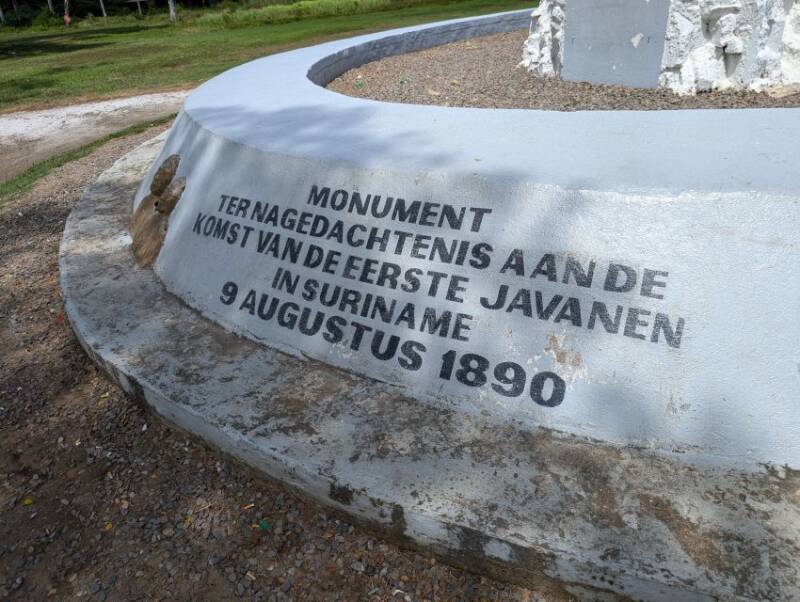 MONUMENT
TER NAGEDACHTENIS AAN DE
KOMST VAN DE EERSTE JAVANEN
IN SURINAME
9 AUGUSTUS 1890